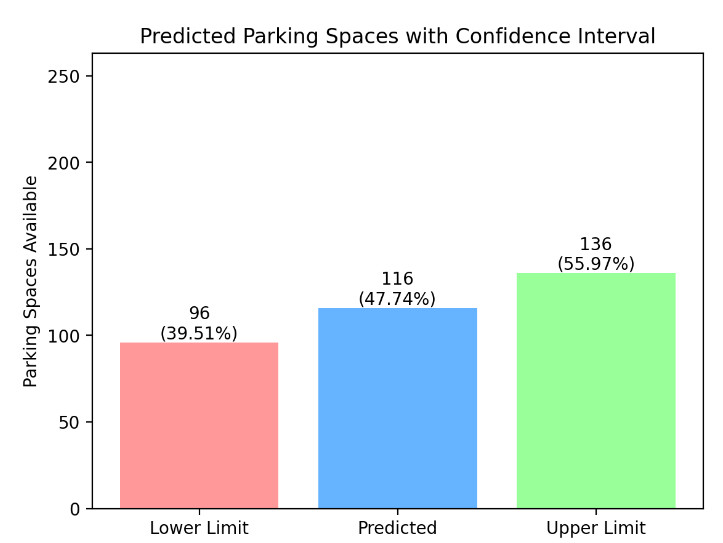 Predicted Parking Spaces with Confidence Interval
Parking Spaces Available
250
200
150
100
50
0
96
(39.51%)
116
(47.74%)
136
(55.97%)
Lower Limit
Predicted
Upper Limit